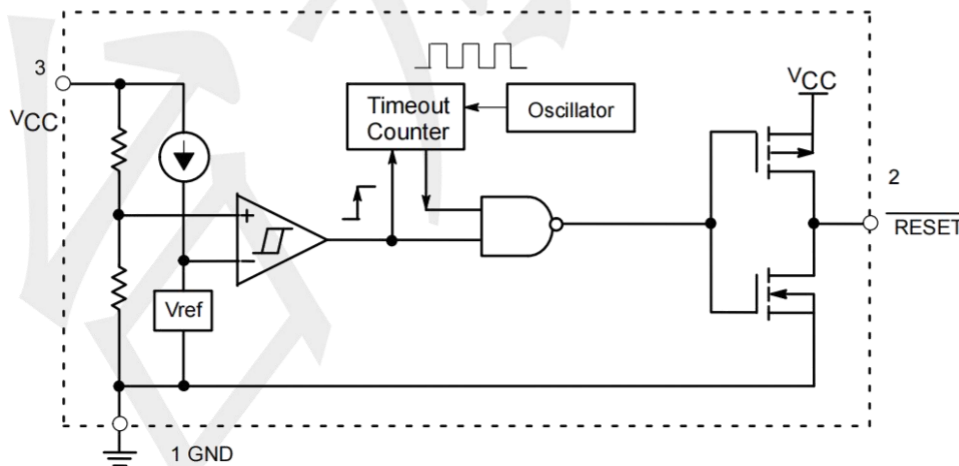 3
VCC
Timeout
Counter
Oscillator
VCC
2
RESET
+
−
Vref
1 GND